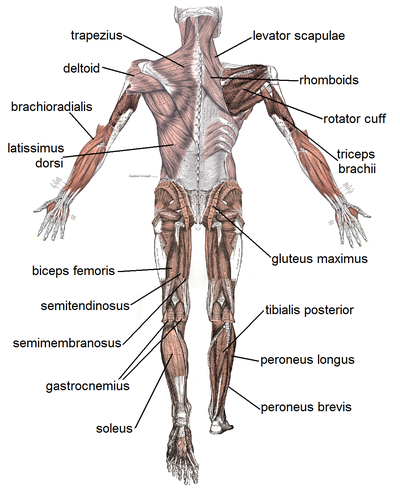 trapezius
levator scapulae
deltoid
rhomboids
brachioradialis
rotator cuff
latissimus
dorsi
triceps
brachii
gluteus maximus
biceps femoris
semitendinosus
tibialis posterior
semimembranosus
peroneus longus
gastrocnemius
peroneus brevis
soleus